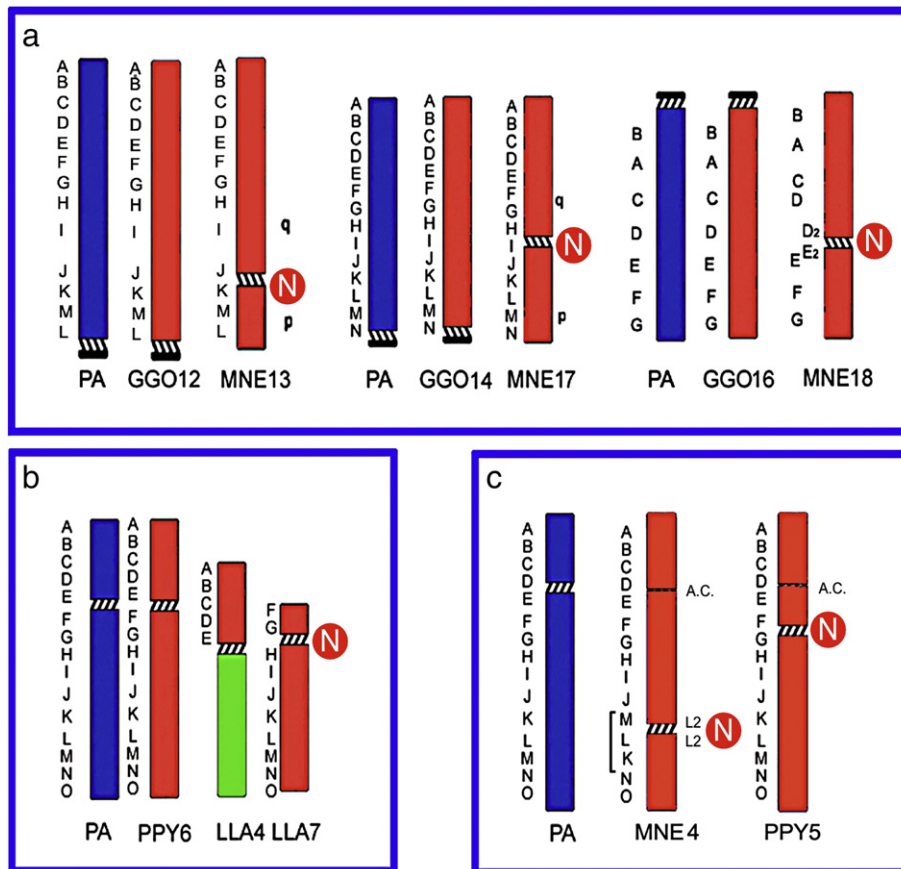 a
A B C D E F G H I J K M L
PA
A B C D E F G H I J K M L
GGO12
A B C D E F G H I J K M L
q
N
p
MNE13
A B C D E F G H I J K L M N
PA
A B C D E F G H I J K L M N
GGO14
A B C D E F G H I J K L M N
q
N
p
MNE17
B A C D E F G
PA
B A C D E F G
GGO16
B A C D D2 E2 E F G
N
MNE18
b
A B C D E F G H I J K L M N O
PA
A B C D E F G H I J K L M N O
PPY6
A B C D E
LLA4
F G H I J K L M N O
N
LLA7
c
A B C D E F G H I J K L M N O
PA
A B C D E F G H I J M L K N O
A.C.
L2
L2
N
MNE4
A B C D E F G H I J K L M N O
A.C.
N
PPY5